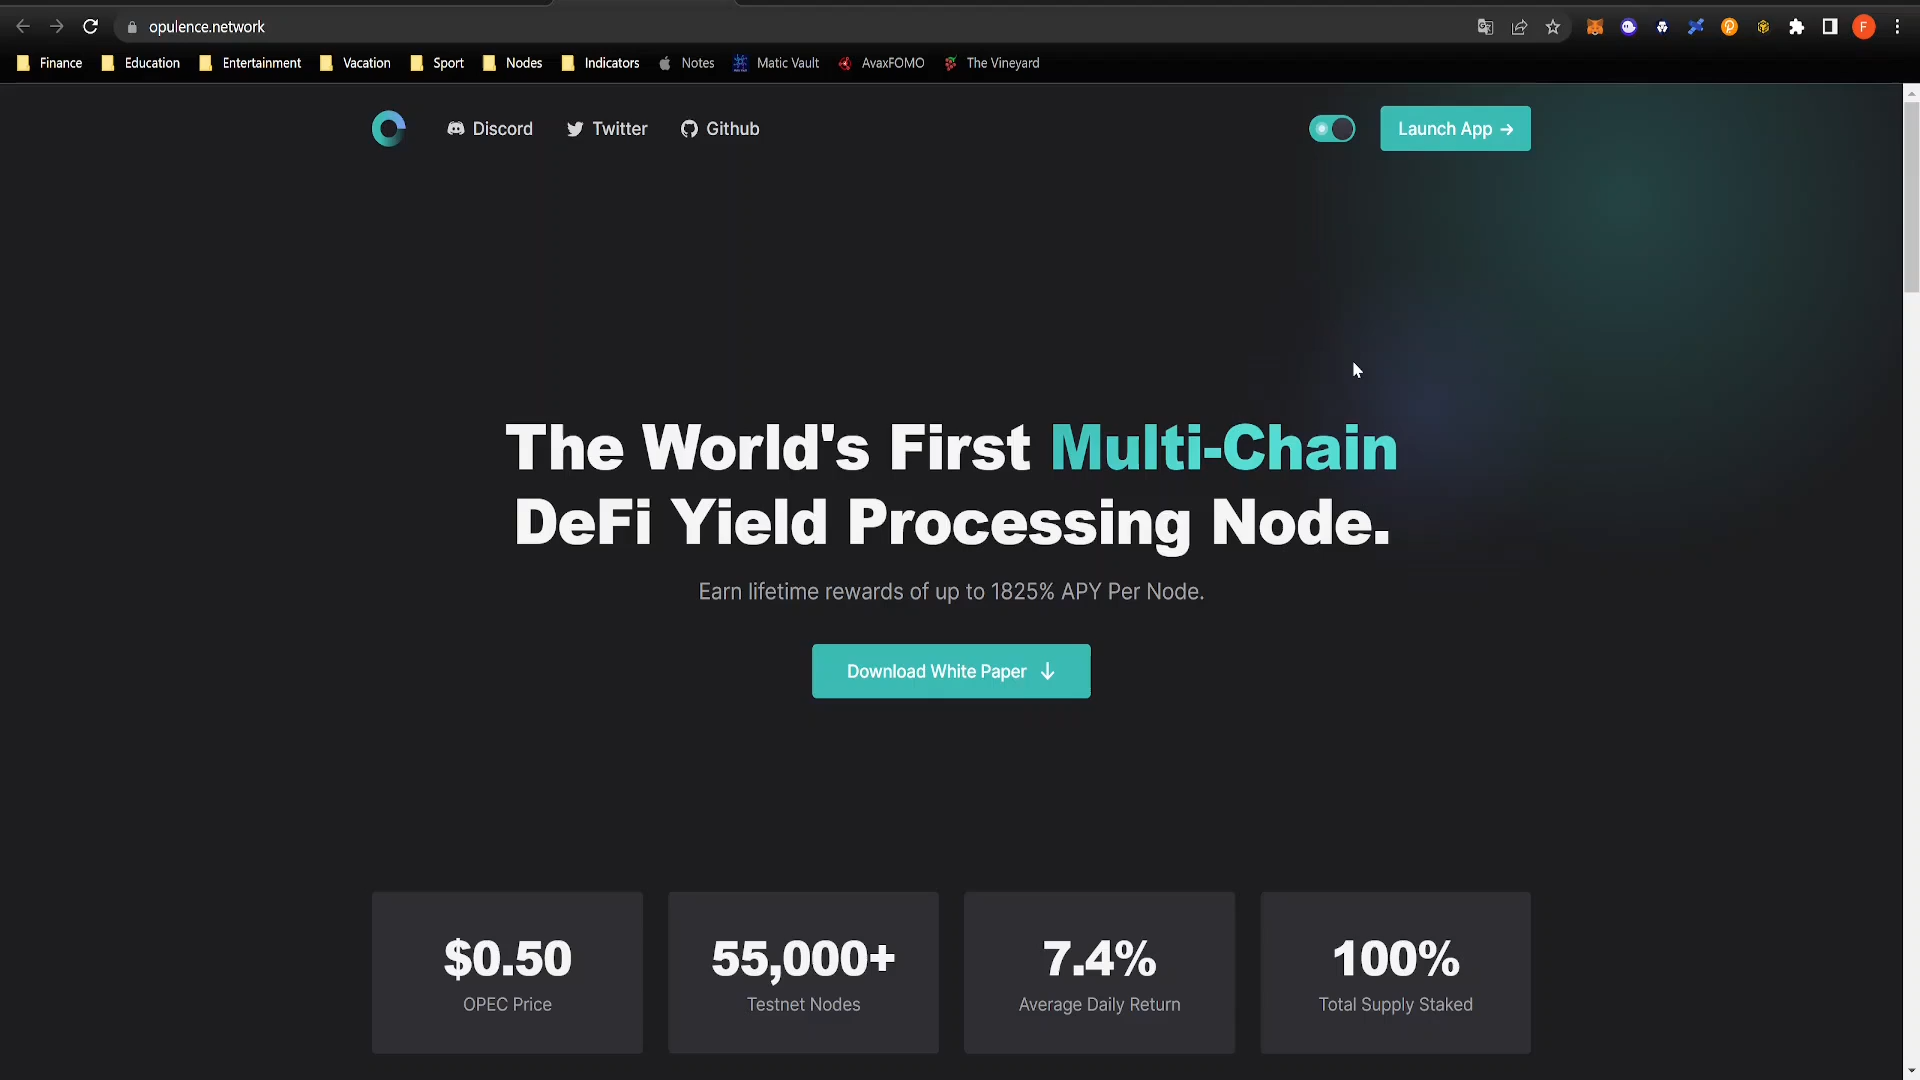 opulence.network
F
Finance Education Entertainment Vacation Sport Nodes Indicators Notes Matic Vault AvaxFOMO The Vineyard
Discord Twitter Github Launch App →
The World's First Multi-Chain
DeFi Yield Processing Node.
Earn lifetime rewards of up to 1825% APY Per Node.
Download White Paper ↓
$0.50 55,000+ 7.4% 100%
OPEC Price Testnet Nodes Average Daily Return Total Supply Staked